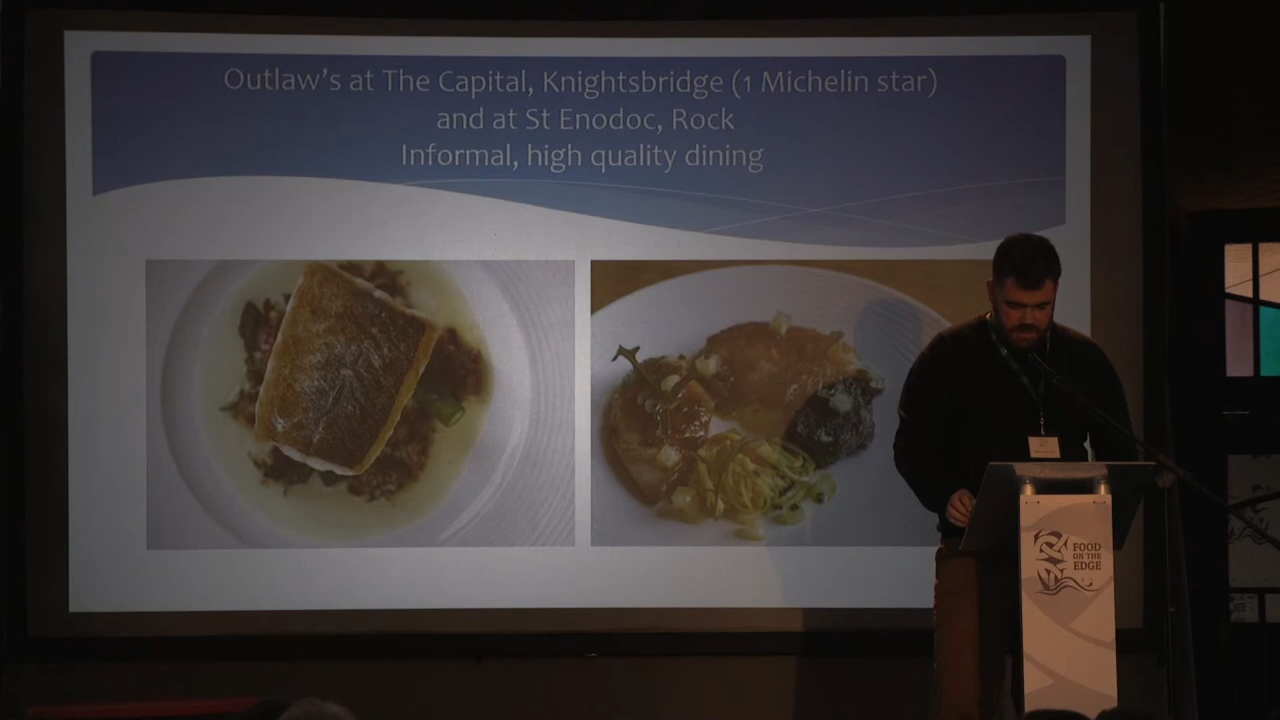 Outlaw's at The Capital, Knightsbridge (1 Michelin star)
and at St Enodoc, Rock
Informal, high quality dining
FOOD
ON THE
EDGE